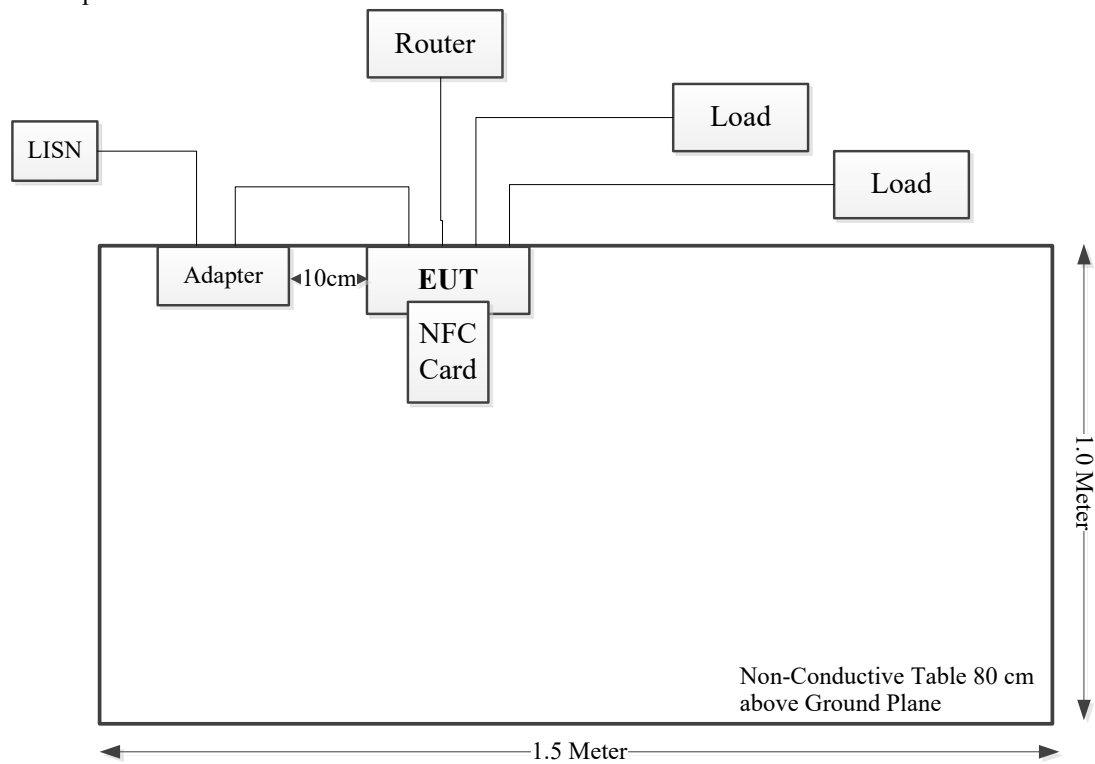 Router
Load
LISN
Load
Adapter
10cm
EUT
NFC
Card
1.0 Meter
Non-Conductive Table 80 cm
above Ground Plane
1.5 Meter